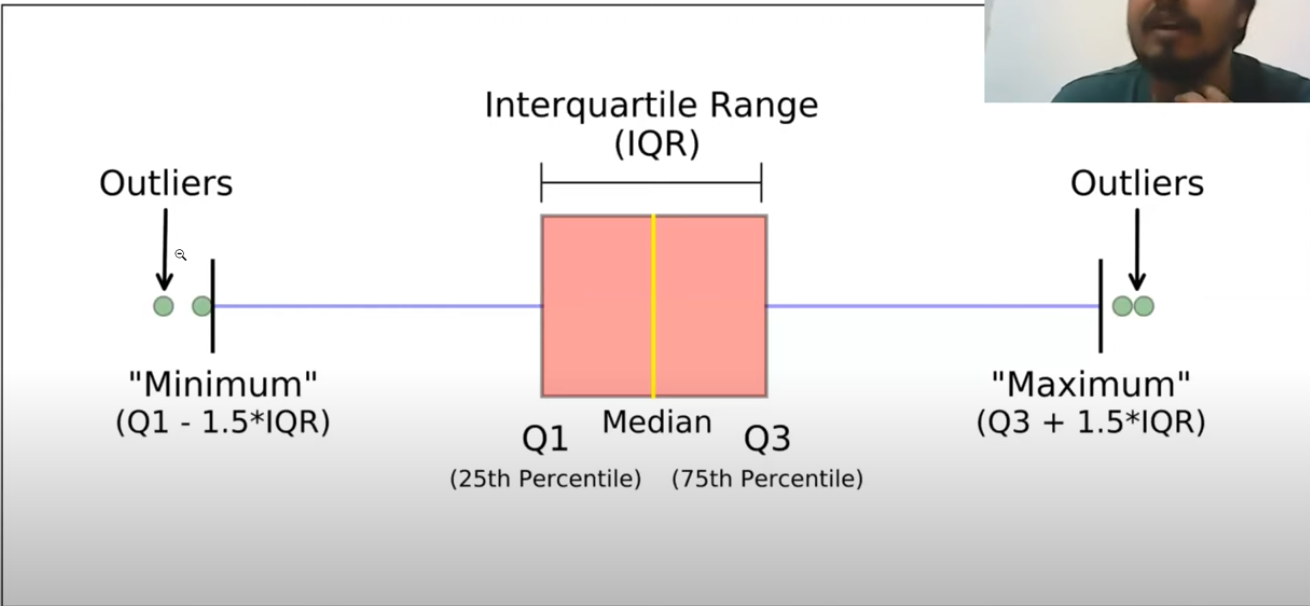 Interquartile Range
(IQR)
Outliers
Outliers
"Minimum"
(Q1 - 1.5*IQR)
"Maximum"
(Q3 + 1.5*IQR)
Q1
Median
Q3
(25th Percentile)
(75th Percentile)